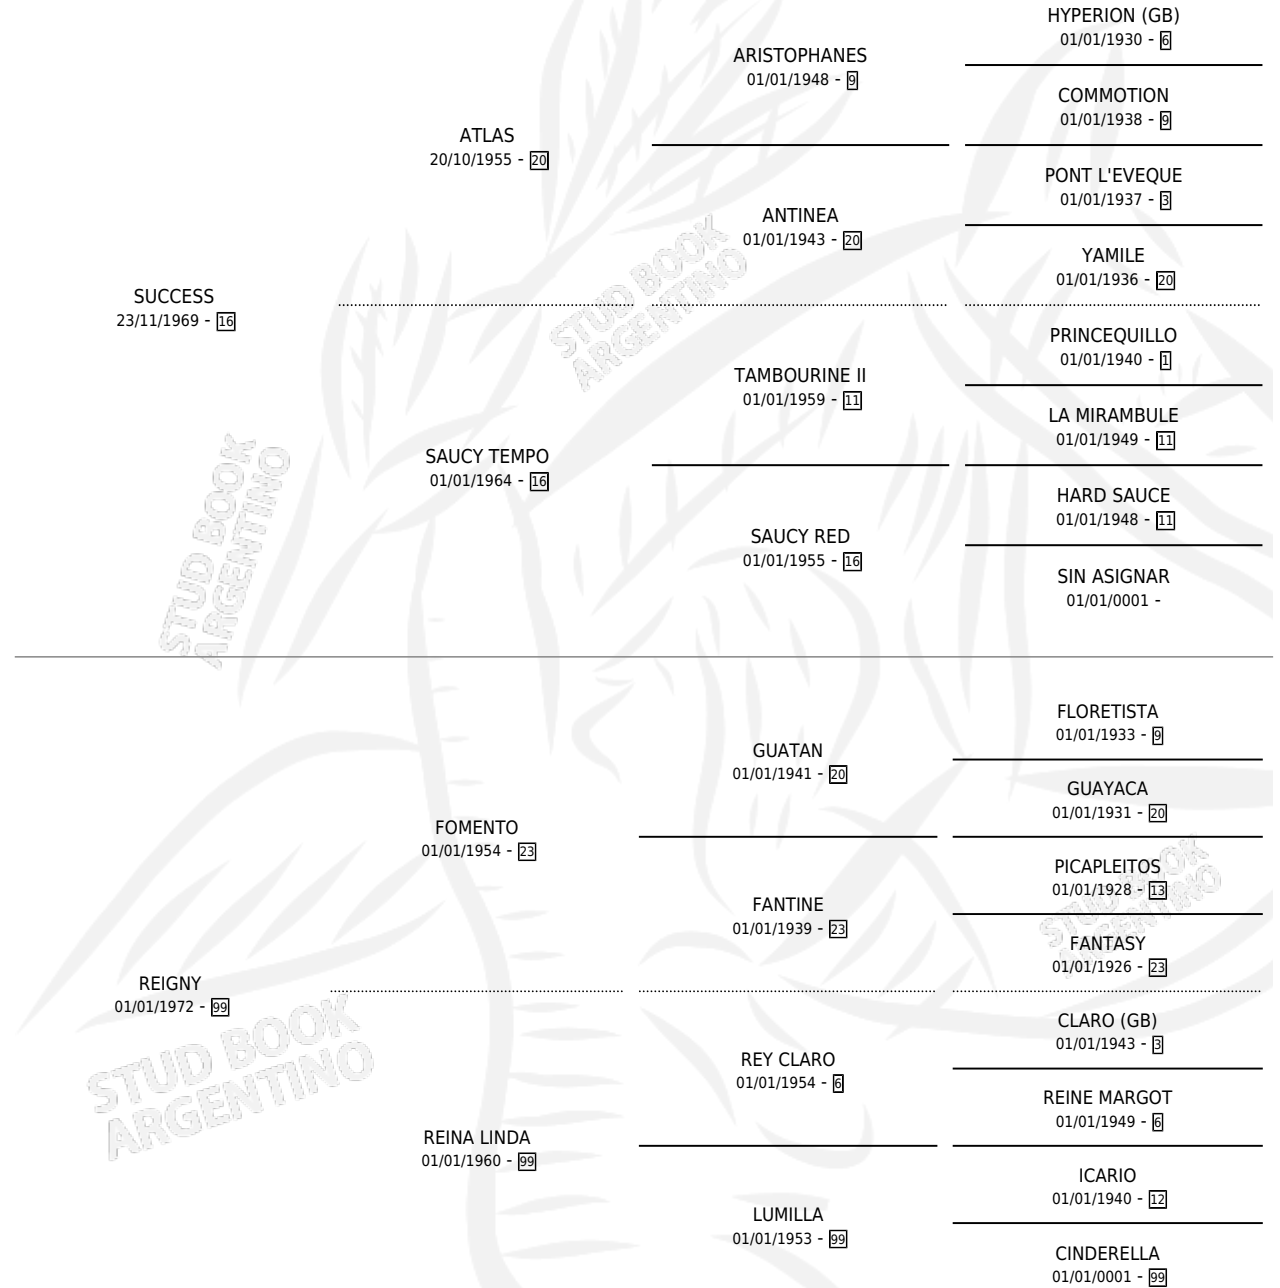 HYPERION (GB)
01/01/1930 - 6
ARISTOPHANES
01/01/1948 - 9
COMMOTION
01/01/1938 - 9
ATLAS
20/10/1955 - 20
PONT L'EVEQUE
01/01/1937 - 3
ANTINEA
01/01/1943 - 20
YAMILE
01/01/1936 - 20
SUCCESS
23/11/1969 - 16
STUD BOOK
ARGENTINO
PRINCEQUILLO
01/01/1940 - 1
TAMBOURINE II
01/01/1959 - 11
LA MIRAMBULE
01/01/1949 - 11
SAUCY TEMPO
01/01/1964 - 16
HARD SAUCE
01/01/1948 - 11
SAUCY RED
01/01/1955 - 16
SIN ASIGNAR
01/01/0001 -
STUD BOOK
ARGENTINO
FLORETISTA
01/01/1933 - 9
GUATAN
01/01/1941 - 20
GUAYACA
01/01/1931 - 20
FOMENTO
01/01/1954 - 23
PICAPLEITOS
01/01/1928 - 13
FANTINE
01/01/1939 - 23
FANTASY
01/01/1926 - 23
STUD BOOK
ARGENTINO
REIGNY
01/01/1972 - 99
CLARO (GB)
01/01/1943 - 3
REY CLARO
01/01/1954 - 6
REINE MARGOT
01/01/1949 - 6
STUD BOOK
ARGENTINO
REINA LINDA
01/01/1960 - 99
ICARIO
01/01/1940 - 12
LUMILLA
01/01/1953 - 99
CINDERELLA
01/01/0001 - 99